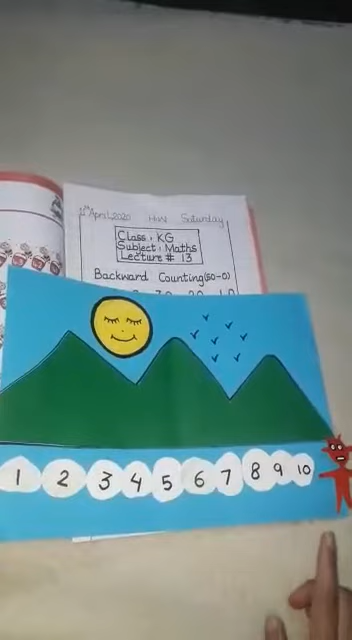 April, 2020 H.W Saturday
Class : KG
Subject : Maths
Lecture # 13
Backward Counting(50-0)
1 2 3 4 5 6 7 8 9 10